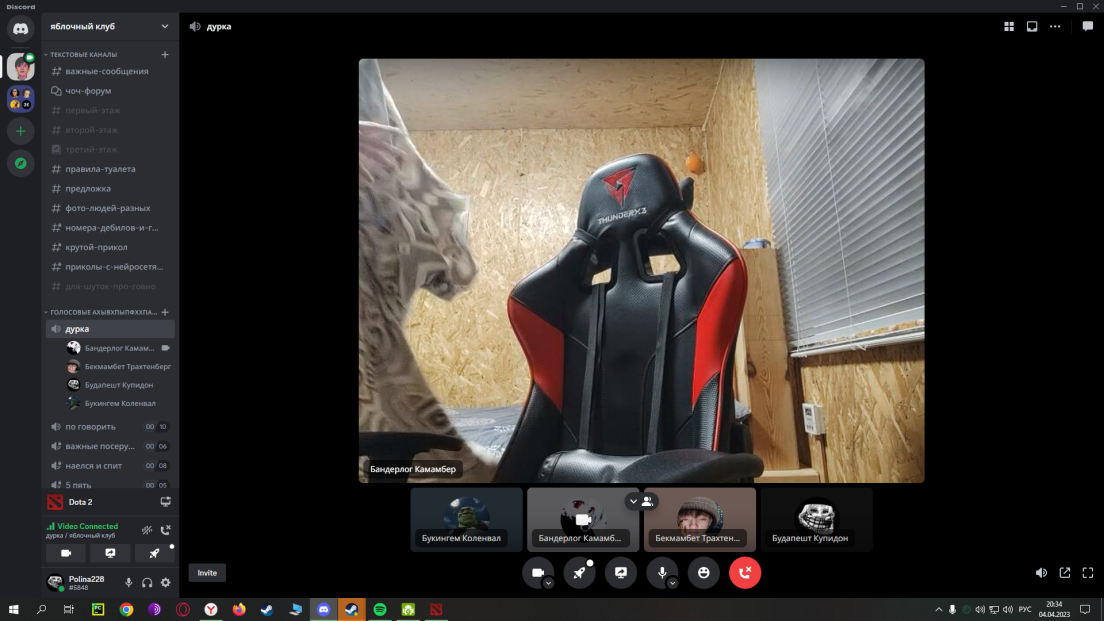 Discord
яблочный клуб
дурка
ТЕКСТОВЫЕ КАНАЛЫ
важные-сообщения
чоч-форум
первый-этаж
второй-этаж
третий-этаж
правила-туалета
предложка
фото-людей-разных
номера-дебилов-и-г...
крутой-прикол
приколы-с-нейросетя...
для-шуток-про-говно
ГОЛОСОВЫЕ АХЫВХПЫПФХХПА...
дурка
Бандерлог Камам...
Бекмамбет Трахтенберг
Будапешт Купидон
Букингем Коленвал
по говорить 00 10
важные посеру... 00 06
наелся и спит 00 08
5 пять 00 05
Dota 2
Video Connected
дурка / яблочный клуб
Polina228
#6848
THUNDERX3
Бандерлог Камамбер
Букингем Коленвал
Бандерлог Камамб...
Бекмамбет Трахтен...
Будапешт Купидон
Invite
РУС
20:34
04.04.2023